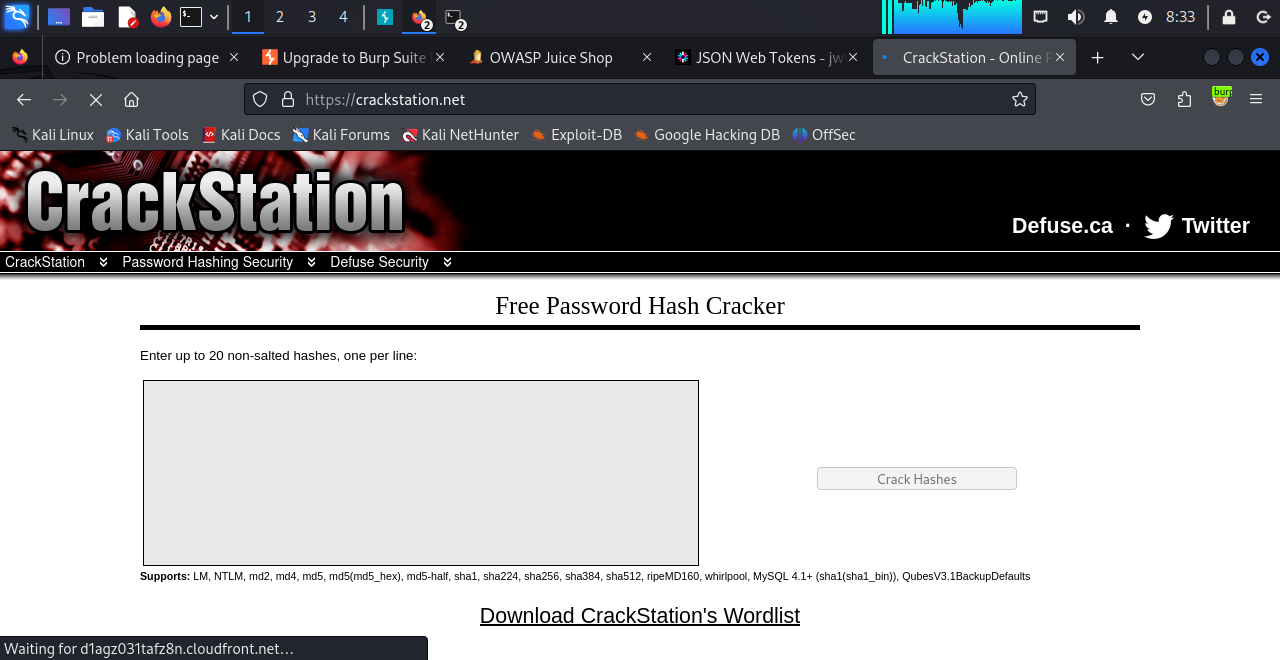 1 2 3 4 2 2 8:33
Problem loading page Upgrade to Burp Suite OWASP Juice Shop JSON Web Tokens - jw CrackStation - Online
https://crackstation.net burp
Kali Linux Kali Tools Kali Docs Kali Forums Kali NetHunter Exploit-DB Google Hacking DB OffSec
CrackStation
Defuse.ca · Twitter
CrackStation Password Hashing Security Defuse Security
Free Password Hash Cracker
Enter up to 20 non-salted hashes, one per line:
Crack Hashes
Supports: LM, NTLM, md2, md4, md5, md5(md5_hex), md5-half, sha1, sha224, sha256, sha384, sha512, ripeMD160, whirlpool, MySQL 4.1+ (sha1(sha1_bin)), QubesV3.1BackupDefaults
Download CrackStation's Wordlist
Waiting for d1agz031tafz8n.cloudfront.net…